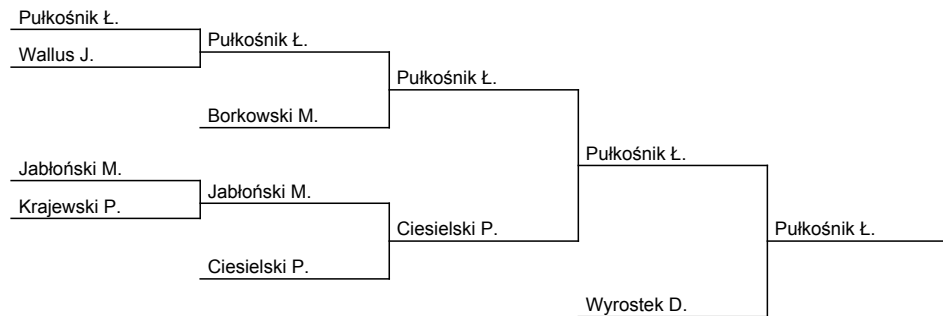 Pułkośnik Ł.
Wallus J.
Pułkośnik Ł.
Borkowski M.
Pułkośnik Ł.
Jabłoński M.
Krajewski P.
Jabłoński M.
Ciesielski P.
Ciesielski P.
Pułkośnik Ł.
Wyrostek D.
Pułkośnik Ł.